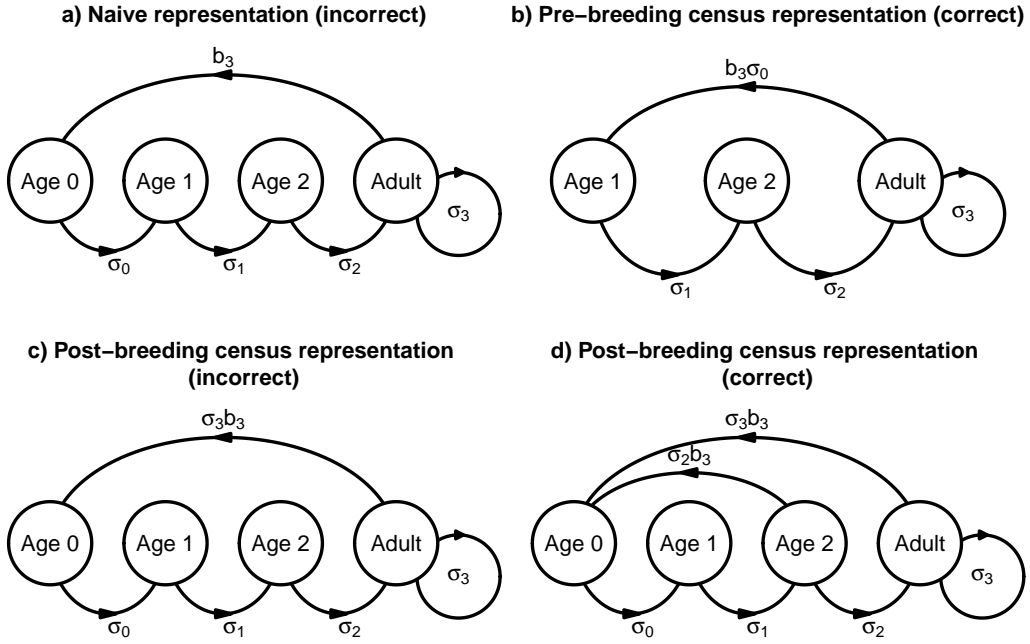 a) Naive representation (incorrect)
b₃
Age 0 Age 1 Age 2 Adult
σ₃
σ₀ σ₁ σ₂
b) Pre−breeding census representation (correct)
b₃σ₀
Age 1 Age 2 Adult
σ₃
σ₁ σ₂
c) Post−breeding census representation
(incorrect)
σ₃b₃
Age 0 Age 1 Age 2 Adult
σ₃
σ₀ σ₁ σ₂
d) Post−breeding census representation
(correct)
σ₃b₃
σ₂b₃
Age 0 Age 1 Age 2 Adult
σ₃
σ₀ σ₁ σ₂